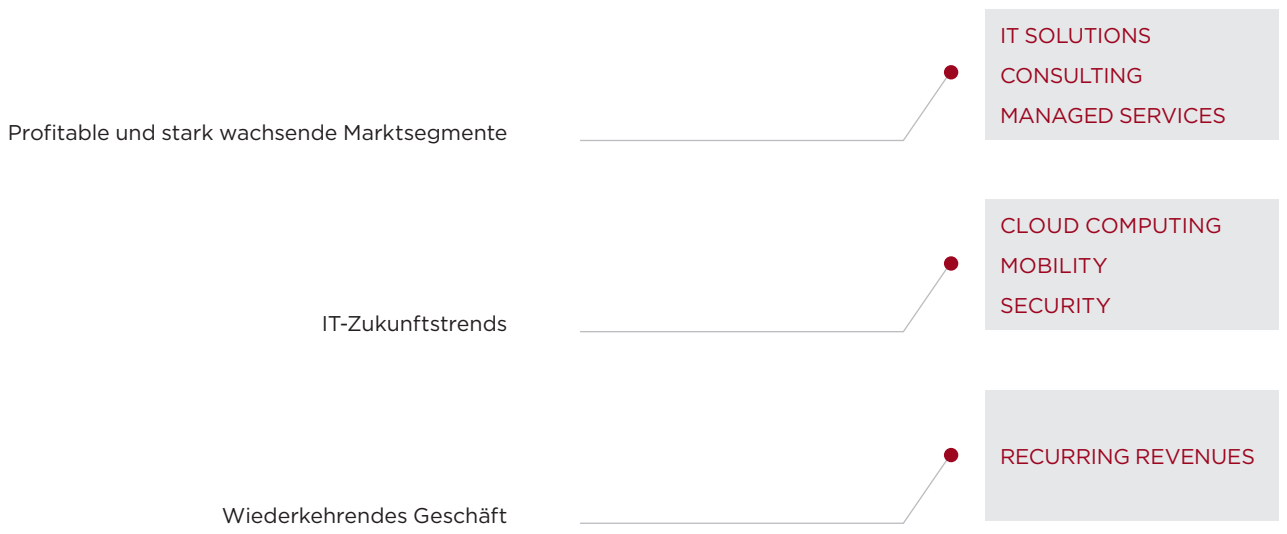 Profitable und stark wachsende Marktsegmente
IT SOLUTIONS
CONSULTING
MANAGED SERVICES
IT-Zukunftstrends
CLOUD COMPUTING
MOBILITY
SECURITY
Wiederkehrendes Geschäft
RECURRING REVENUES